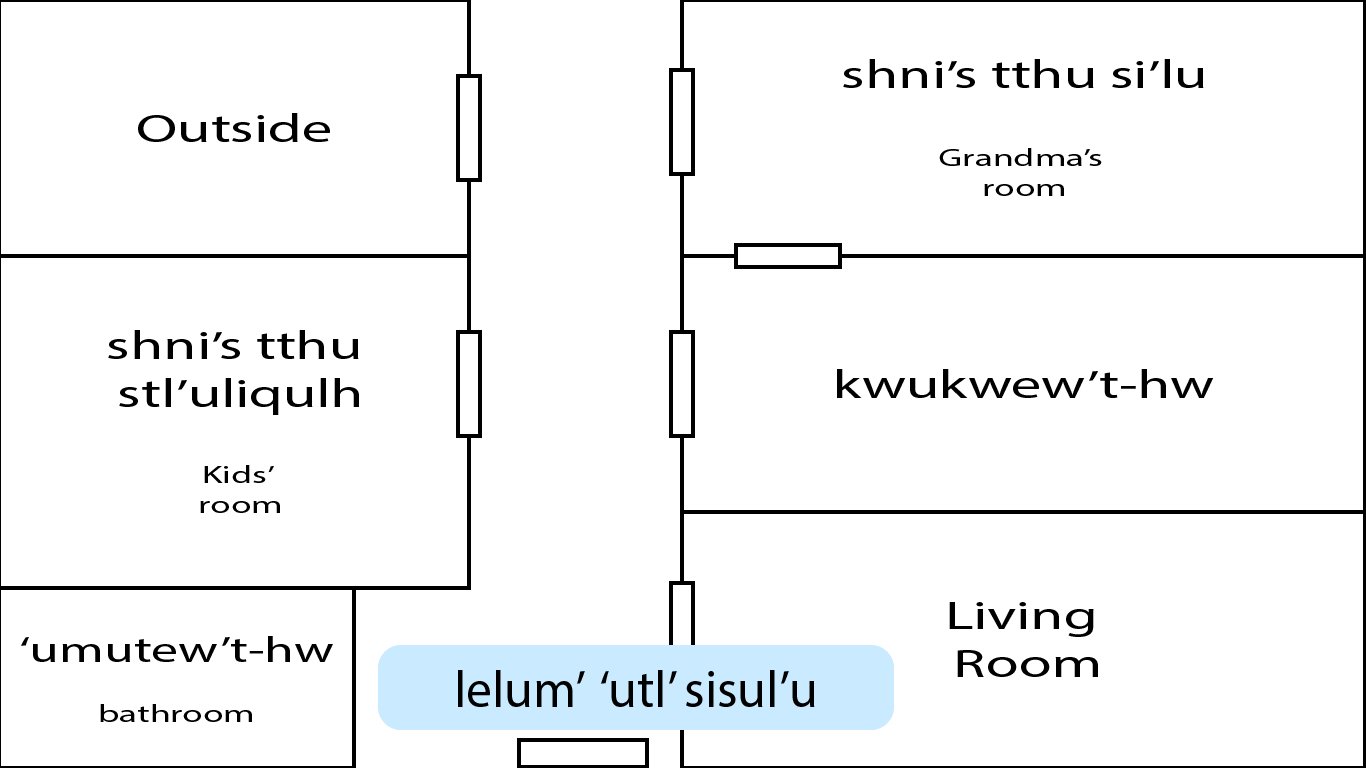 Outside
shni’s tthu si’lu
Grandma’s
room
shni’s tthu
stl’uliqulh
Kids’
room
kwukwew’t-hw
‘umutew’t-hw
bathroom
Living
Room
lelum’ ‘utl’ sisul’u